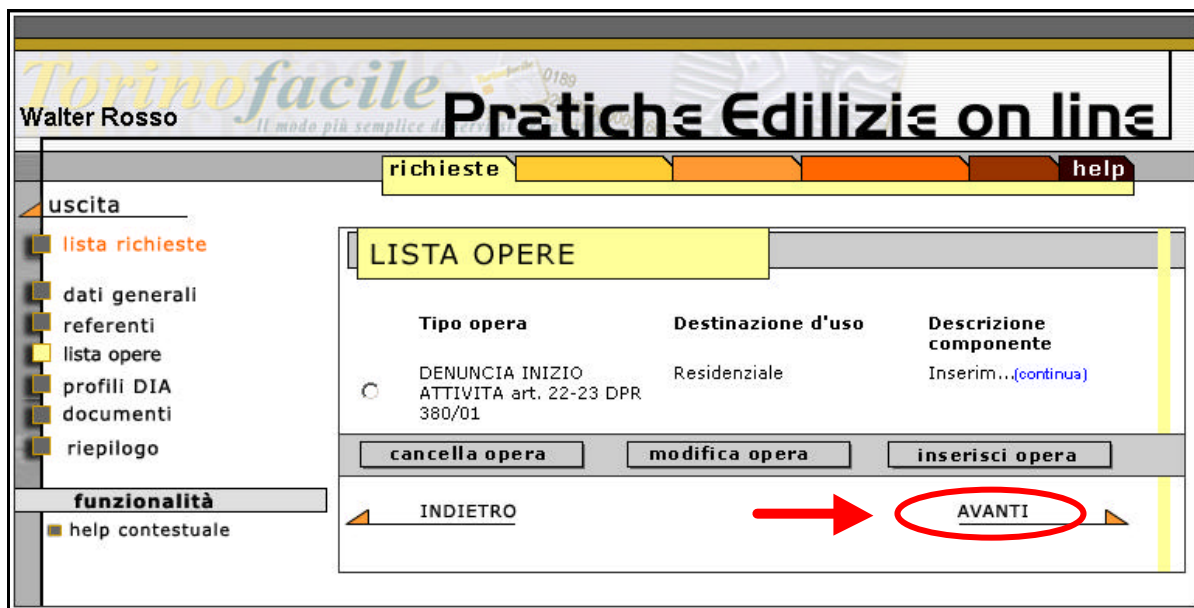 Torinofacile
Il modo più semplice di
Walter Rosso
Pratiche Edilizie on line
richieste
help
uscita
lista richieste
dati generali
referenti
lista opere
profili DIA
documenti
riepilogo
funzionalità
help contestuale
LISTA OPERE
Tipo opera Destinazione d'uso Descrizione
componente
DENUNCIA INIZIO Residenziale Inserim...(continua)
ATTIVITA art. 22-23 DPR
380/01
cancella opera modifica opera inserisci opera
INDIETRO AVANTI